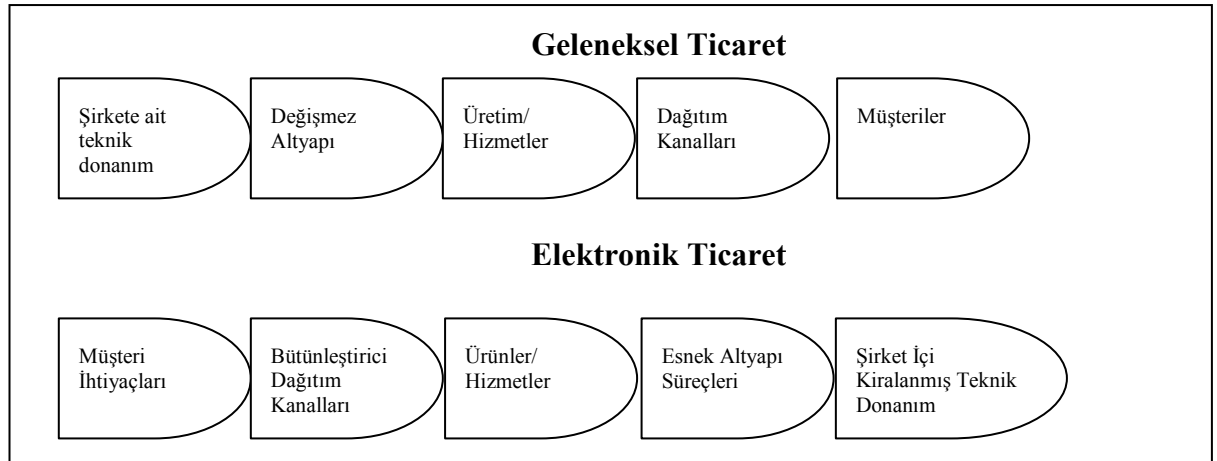 Geleneksel Ticaret
Şirkete ait
teknik
donanım
Değişmez
Altyapı
Üretim/
Hizmetler
Dağıtım
Kanalları
Müşteriler
Elektronik Ticaret
Müşteri
İhtiyaçları
Bütünleştirici
Dağıtım
Kanalları
Ürünler/
Hizmetler
Esnek Altyapı
Süreçleri
Şirket İçi
Kiralanmış Teknik
Donanım